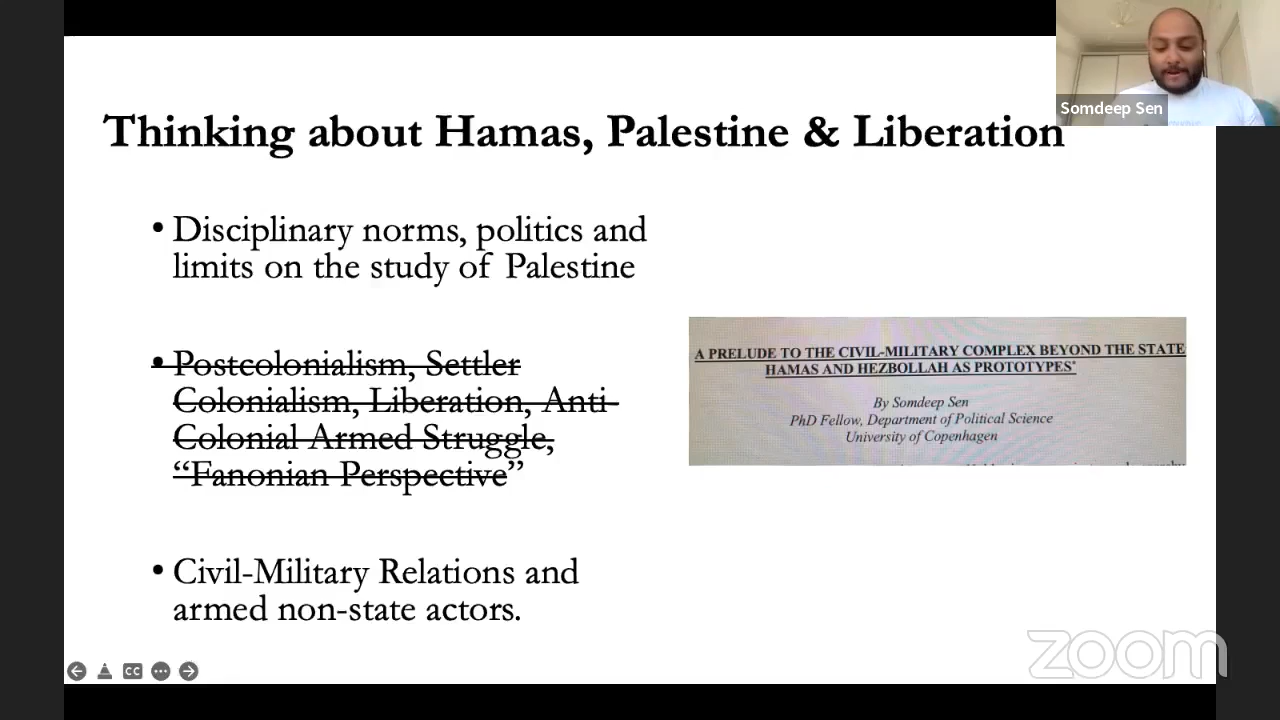 Somdeep Sen
Thinking about Hamas, Palestine & Liberation
• Disciplinary norms, politics and
limits on the study of Palestine
• Postcolonialism, Settler
Colonialism, Liberation, Anti-
Colonial Armed Struggle,
“Fanonian Perspective”
• Civil-Military Relations and
armed non-state actors.
A PRELUDE TO THE CIVIL-MILITARY COMPLEX BEYOND THE STATE
HAMAS AND HEZBOLLAH AS PROTOTYPES*
By Somdeep Sen
PhD Fellow, Department of Political Science
University of Copenhagen
CC
zoom